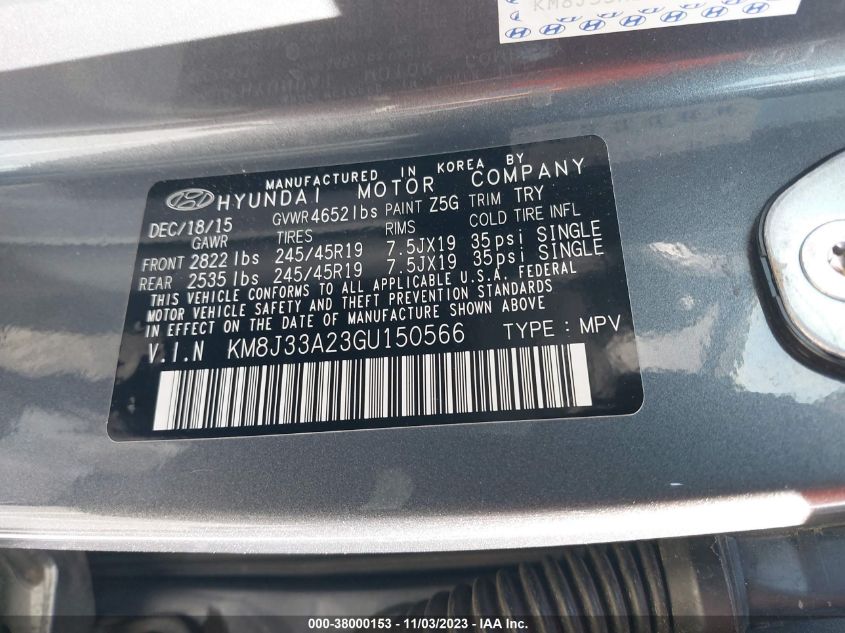 KM8J33A
MANUFACTURED IN KOREA BY
HYUNDAI MOTOR COMPANY
DEC/18/15 GVWR 4652 lbs PAINT Z5G TRIM TRY
GAWR TIRES RIMS COLD TIRE INFL
FRONT 2822 lbs 245/45R19 7.5JX19 35psi SINGLE
REAR 2535 lbs 245/45R19 7.5JX19 35psi SINGLE
THIS VEHICLE CONFORMS TO ALL APPLICABLE U.S.A. FEDERAL
MOTOR VEHICLE SAFETY AND THEFT PREVENTION STANDARDS
IN EFFECT ON THE DATE OF MANUFACTURE SHOWN ABOVE
V.I.N KM8J33A23GU150566 TYPE : MPV
000-38000153 - 11/03/2023 - IAA Inc.